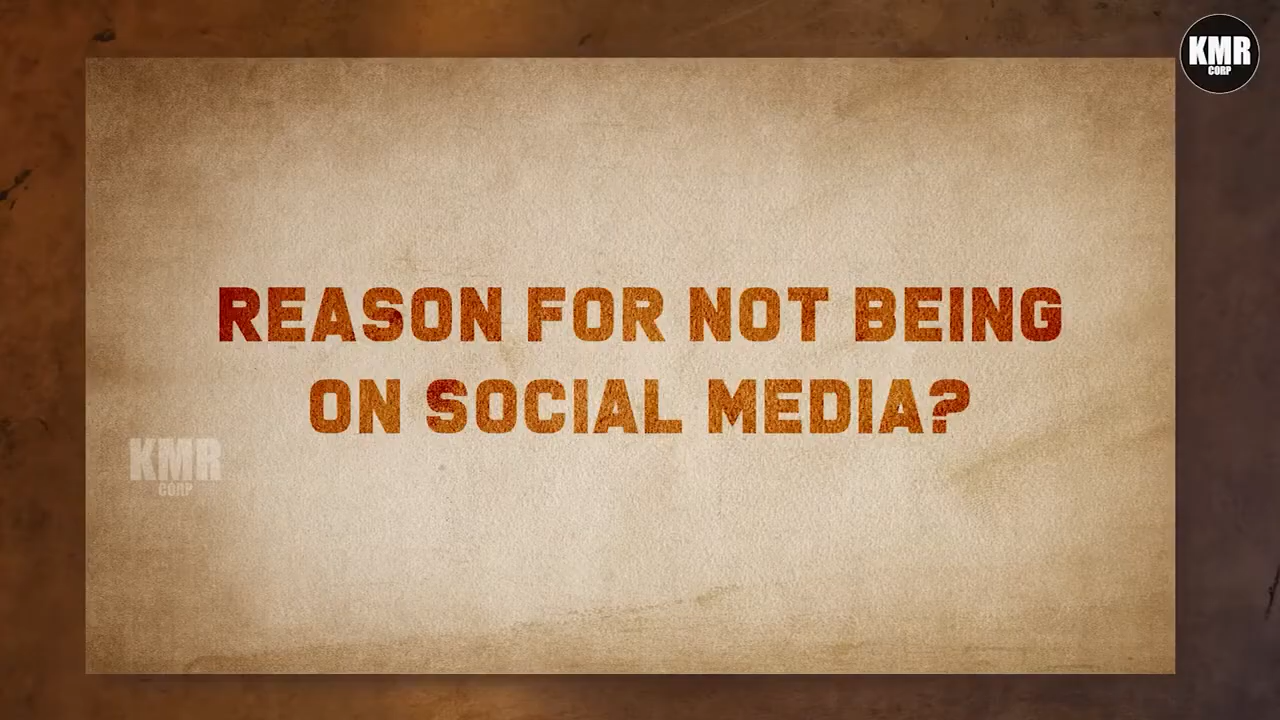 KMR
CORP
REASON FOR NOT BEING
ON SOCIAL MEDIA?
KMR
CORP